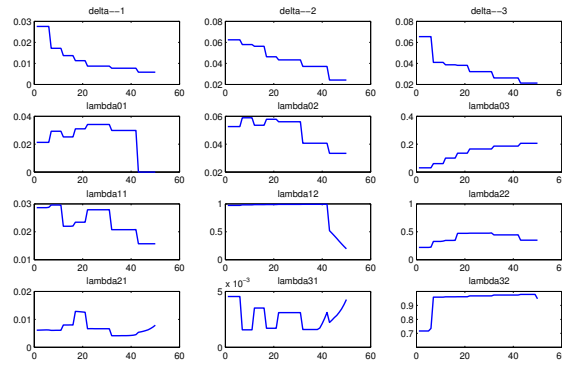 delta−−1 delta−−2 delta−−3
0.03 0.08 0.08
0.02 0.06 0.06
0.01 0.04 0.04
0 0.02 0.02
0 20 40 60 0 20 40 60 0 20 40 60
lambda01 lambda02 lambda03
0.04 0.06 0.4
0.02 0.04 0.2
0 0.02 0
0 20 40 60 0 20 40 60 0 20 40 60
lambda11 lambda12 lambda22
0.03 1 1
0.02 0.5 0.5
0.01 0 0
0 20 40 60 0 20 40 60 0 20 40 60
lambda21 x 10⁻³ lambda31 lambda32
0.02 5 0.9
0.01 0.8
0 0 0.7
0 20 40 60 0 20 40 60 0 20 40 60